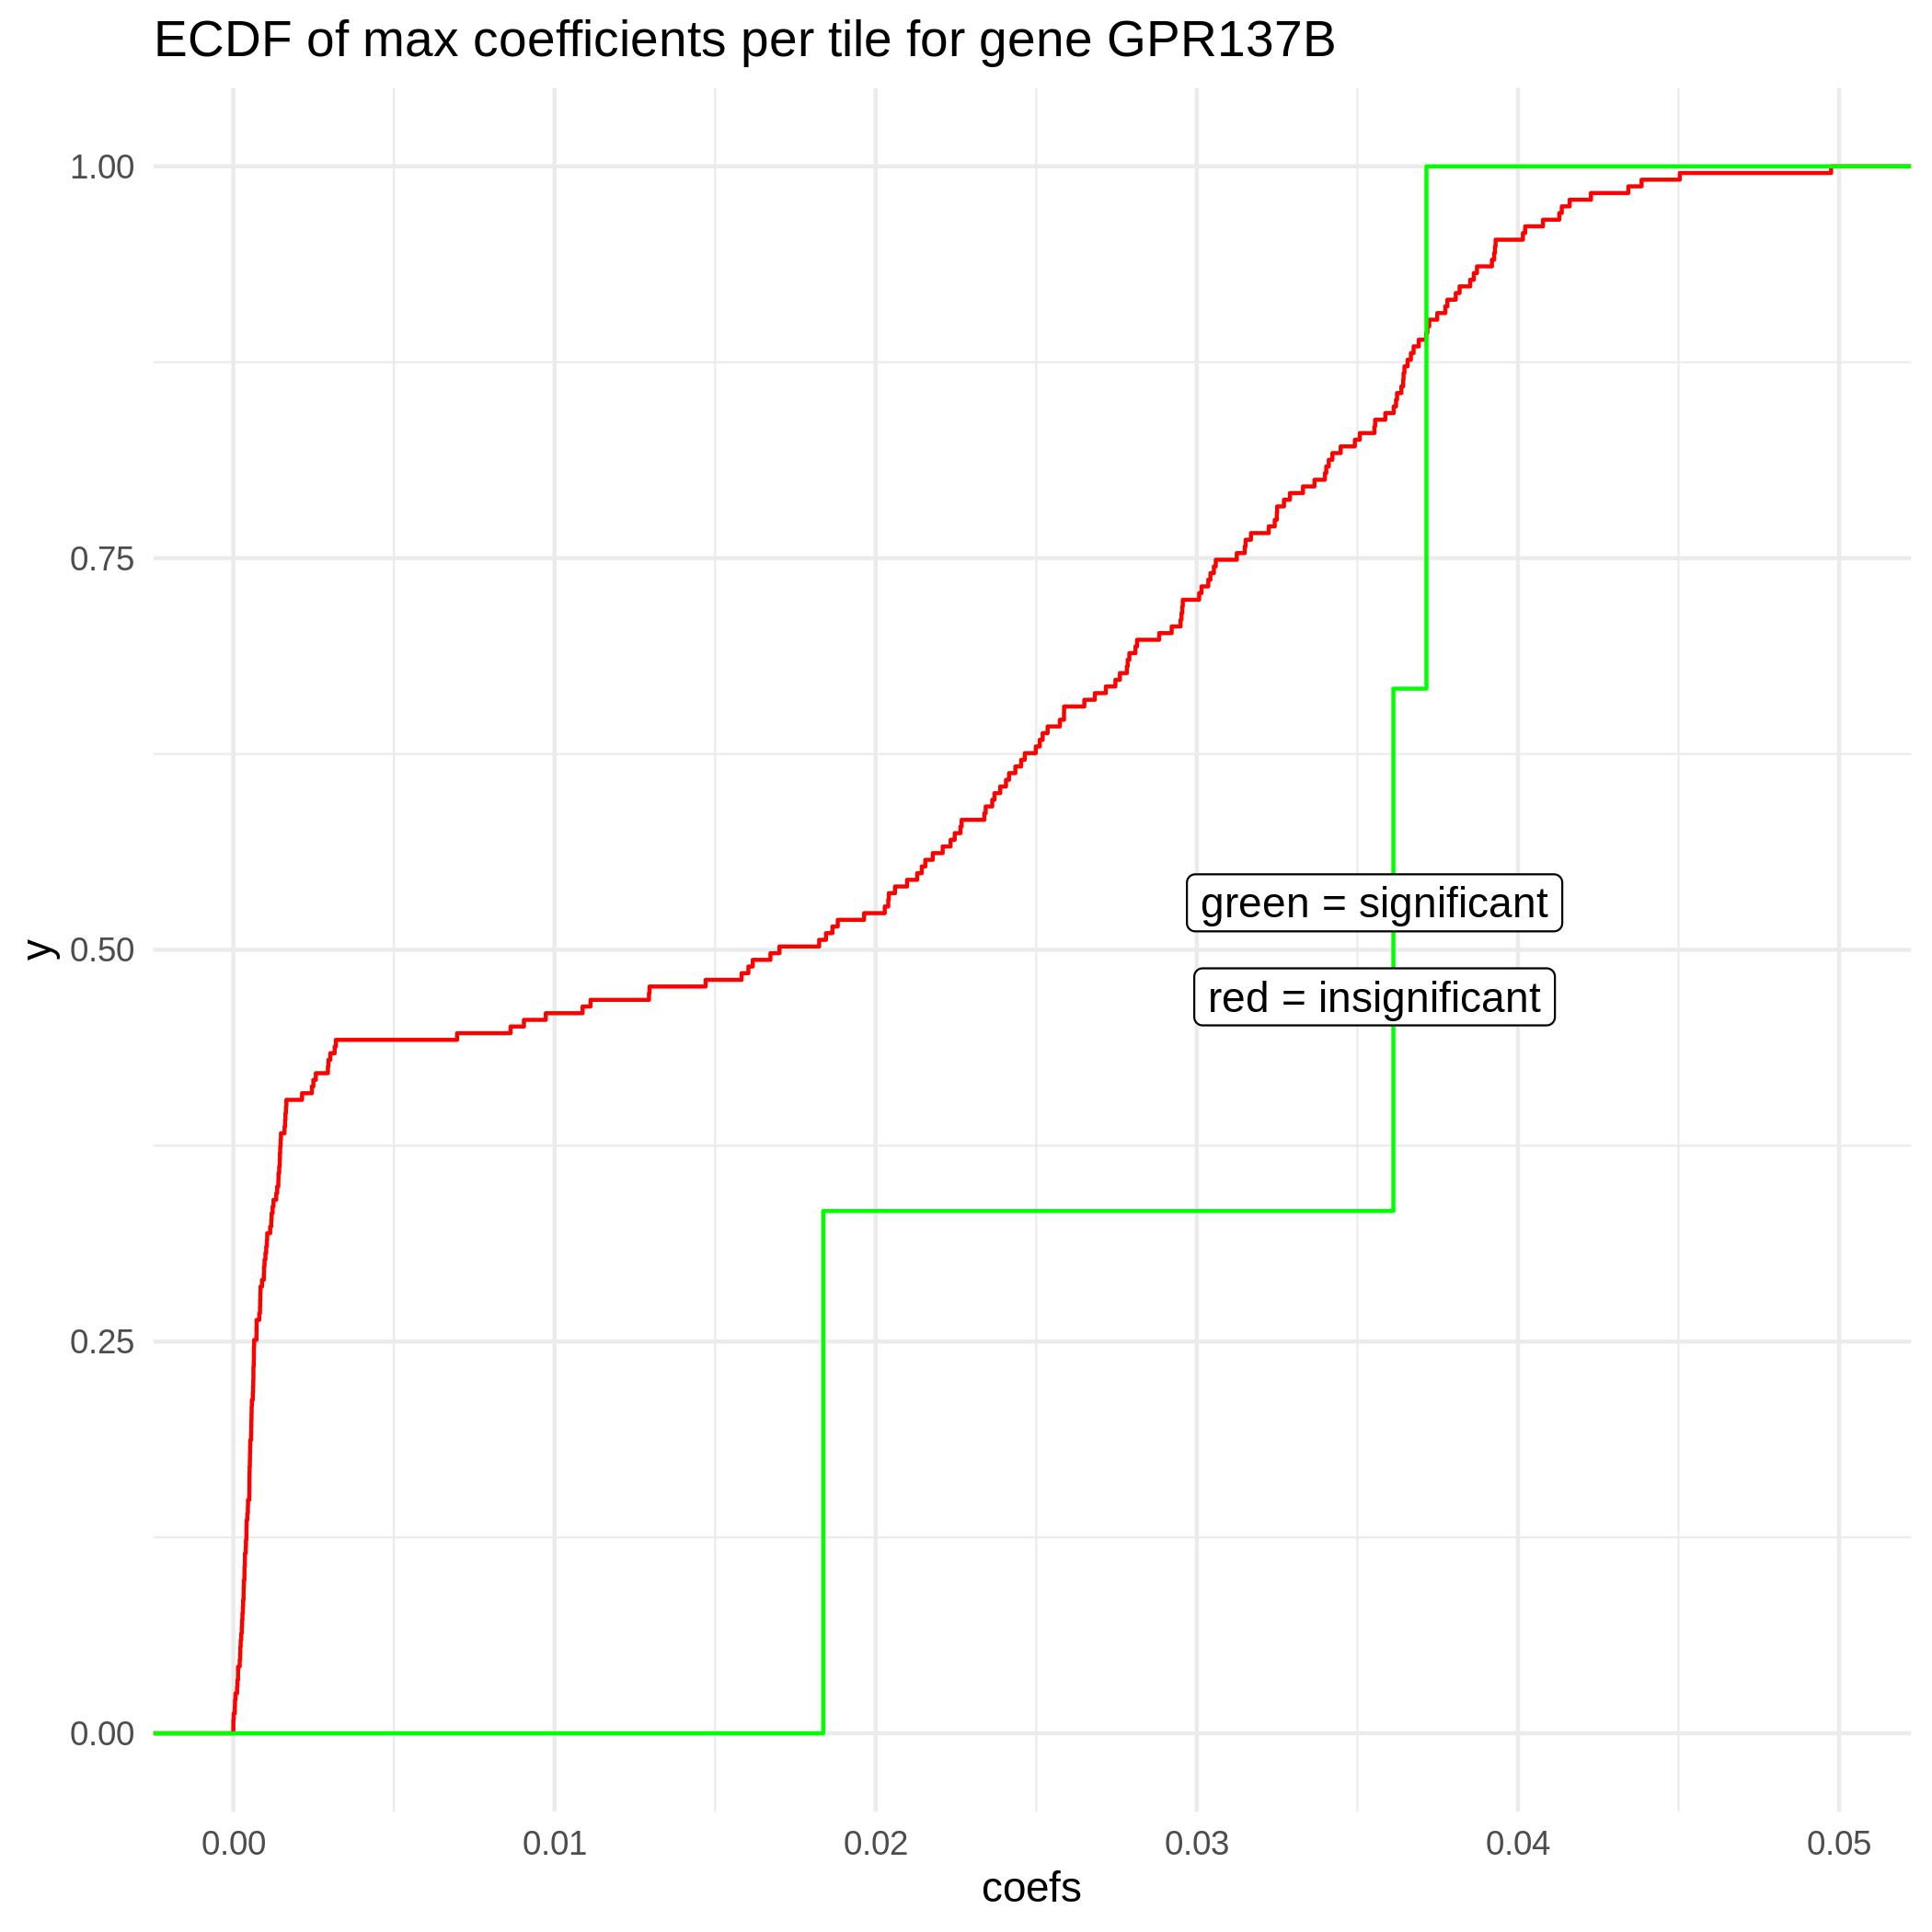 ECDF of max coefficients per tile for gene GPR137B
1.00
0.75
0.50
0.25
0.00
y
green = significant
red = insignificant
0.00 0.01 0.02 0.03 0.04 0.05
coefs